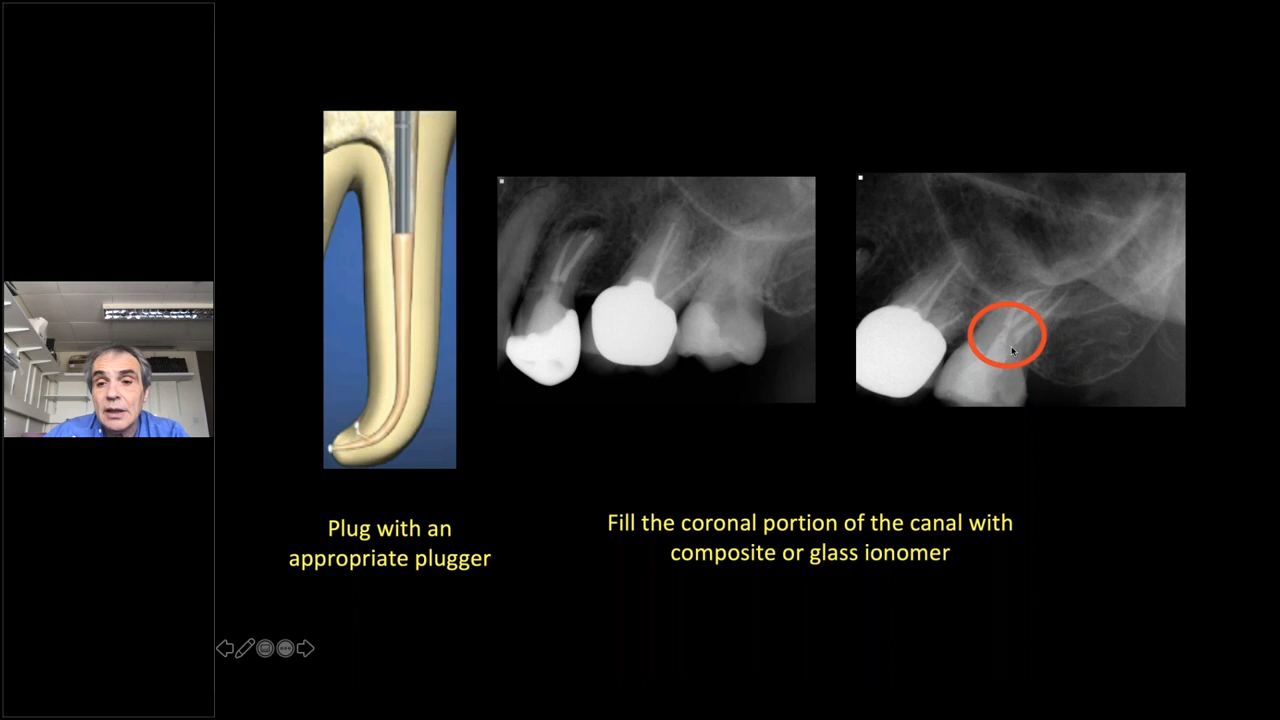 Plug with an
appropriate plugger
Fill the coronal portion of the canal with
composite or glass ionomer